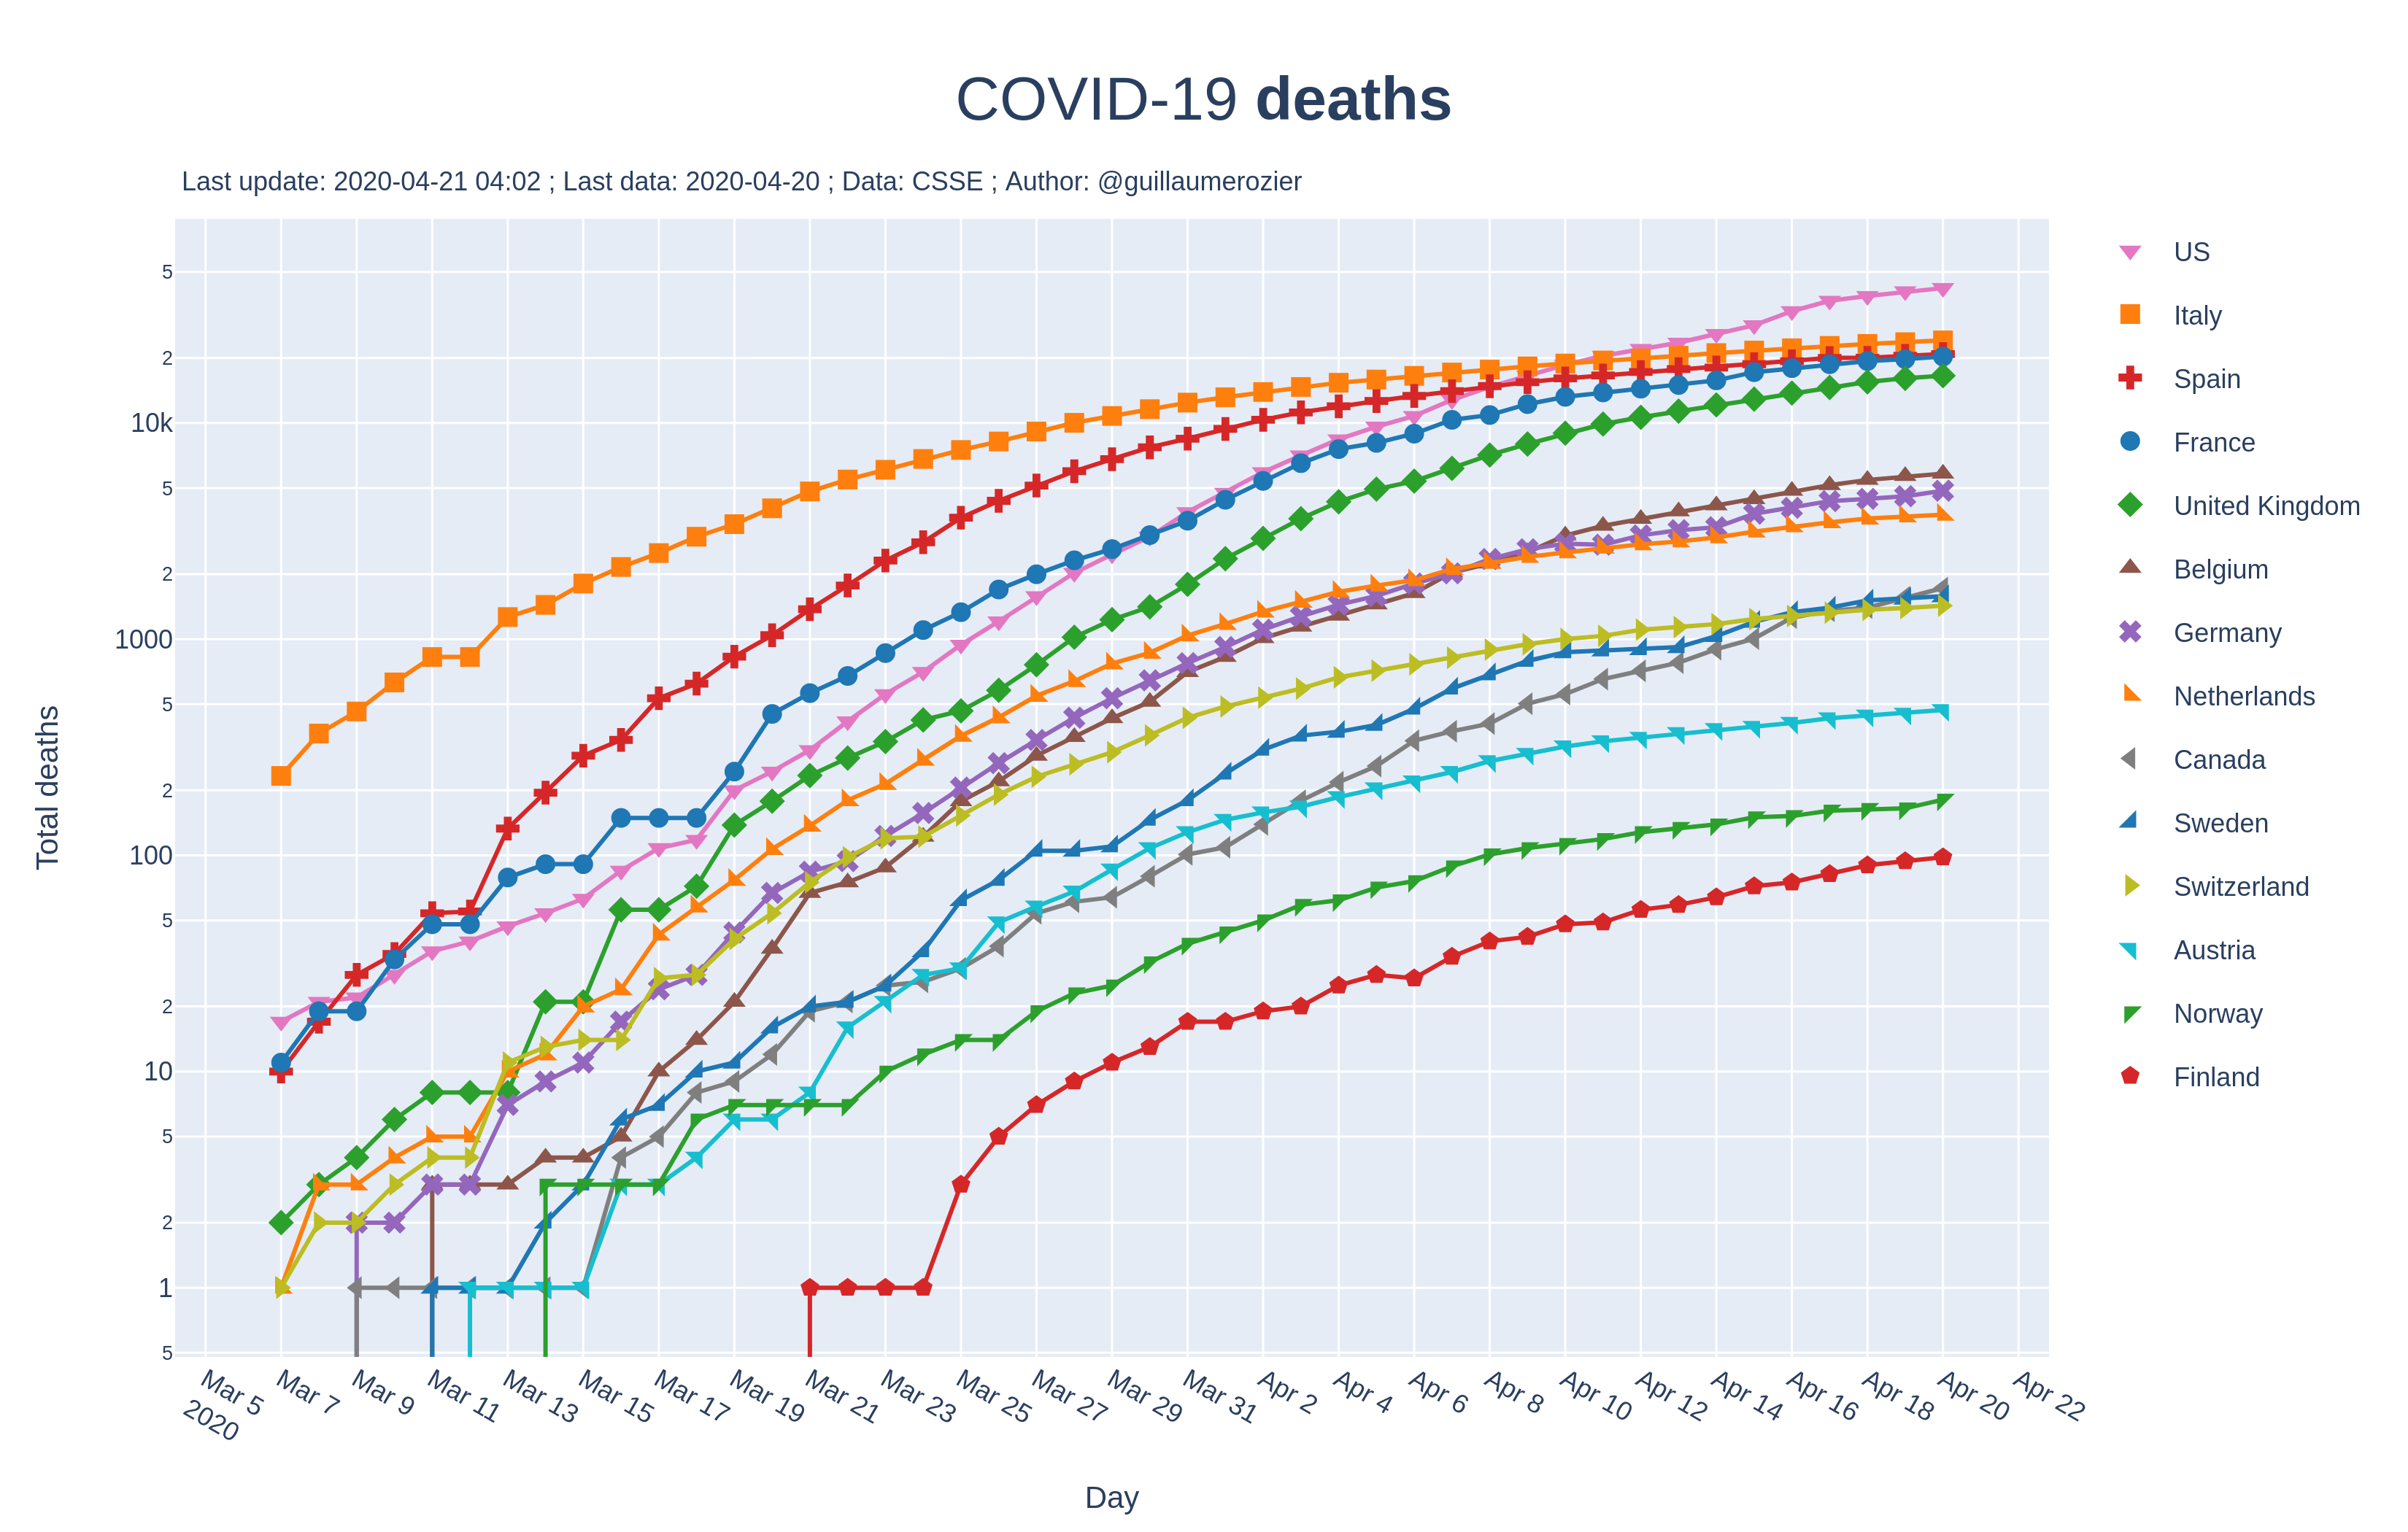 COVID-19 deaths
Last update: 2020-04-21 04:02 ; Last data: 2020-04-20 ; Data: CSSE ; Author: @guillaumerozier
5
2
10k
5
2
1000
5
2
100
5
2
10
5
2
1
5
Total deaths
Mar 5
2020
Mar 7
Mar 9
Mar 11
Mar 13
Mar 15
Mar 17
Mar 19
Mar 21
Mar 23
Mar 25
Mar 27
Mar 29
Mar 31
Apr 2
Apr 4
Apr 6
Apr 8
Apr 10
Apr 12
Apr 14
Apr 16
Apr 18
Apr 20
Apr 22
Day
US
Italy
Spain
France
United Kingdom
Belgium
Germany
Netherlands
Canada
Sweden
Switzerland
Austria
Norway
Finland